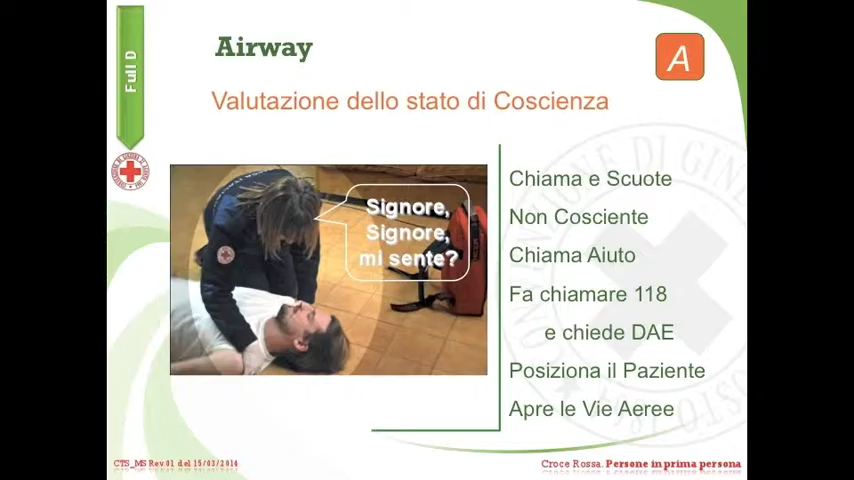 Full D
Airway
A
Valutazione dello stato di Coscienza
Signore,
Signore,
mi sente?
Chiama e Scuote
Non Cosciente
Chiama Aiuto
Fa chiamare 118
e chiede DAE
Posiziona il Paziente
Apre le Vie Aeree
CTS_MS Rev.01 del 15/03/2014
Croce Rossa. Persone in prima persona